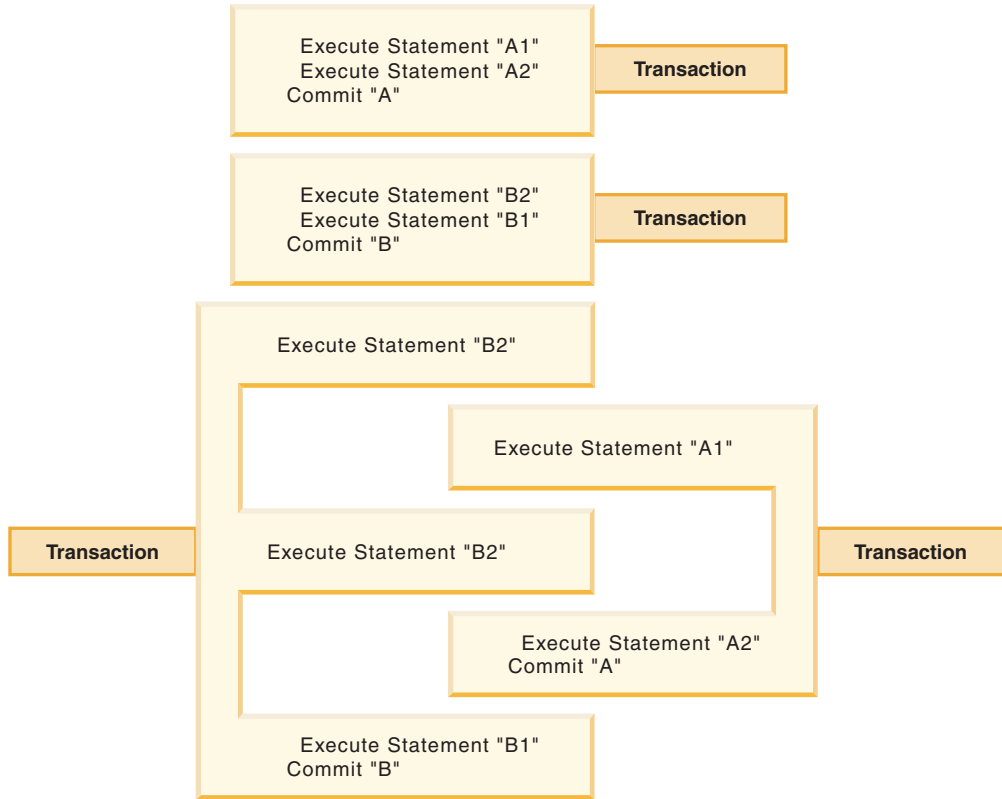 Execute Statement "A1"
Execute Statement "A2"
Commit "A"
Transaction
Execute Statement "B2"
Execute Statement "B1"
Commit "B"
Transaction
Execute Statement "B2"
Execute Statement "A1"
Transaction
Execute Statement "B2"
Transaction
Execute Statement "A2"
Commit "A"
Execute Statement "B1"
Commit "B"